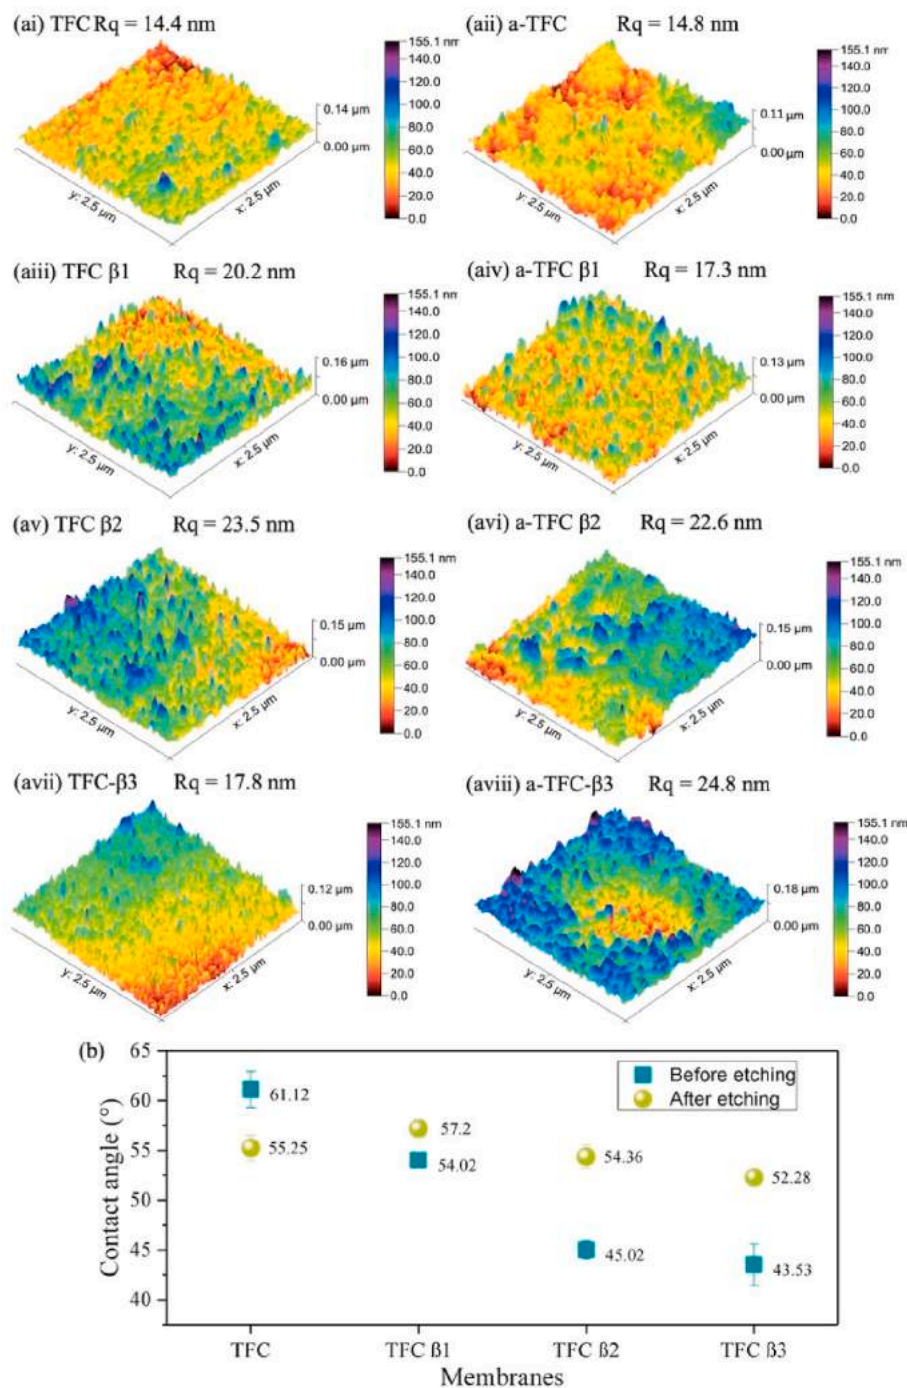 (ai) TFC Rq = 14.4 nm
155.1 nm
140.0
120.0
100.0
80.0
60.0
40.0
20.0
0.0
0.14 µm
0.00 µm
y: 2.5 µm
x: 2.5 µm
(aii) a-TFC Rq = 14.8 nm
155.1 nm
140.0
120.0
100.0
80.0
60.0
40.0
20.0
0.0
0.11 µm
0.00 µm
y: 2.5 µm
x: 2.5 µm
(aiii) TFC β1 Rq = 20.2 nm
155.1 nm
140.0
120.0
100.0
80.0
60.0
40.0
20.0
0.0
0.16 µm
0.00 µm
y: 2.5 µm
x: 2.5 µm
(aiv) a-TFC β1 Rq = 17.3 nm
155.1 nm
140.0
120.0
100.0
80.0
60.0
40.0
20.0
0.0
0.13 µm
0.00 µm
y: 2.5 µm
x: 2.5 µm
(av) TFC β2 Rq = 23.5 nm
155.1 nm
140.0
120.0
100.0
80.0
60.0
40.0
20.0
0.0
0.15 µm
0.00 µm
y: 2.5 µm
x: 2.5 µm
(avi) a-TFC β2 Rq = 22.6 nm
155.1 nm
140.0
120.0
100.0
80.0
60.0
40.0
20.0
0.0
0.15 µm
0.00 µm
y: 2.5 µm
x: 2.5 µm
(avii) TFC-β3 Rq = 17.8 nm
155.1 nm
140.0
120.0
100.0
80.0
60.0
40.0
20.0
0.0
0.12 µm
0.00 µm
y: 2.5 µm
x: 2.5 µm
(aviii) a-TFC-β3 Rq = 24.8 nm
155.1 nm
140.0
120.0
100.0
80.0
60.0
40.0
20.0
0.0
0.18 µm
0.00 µm
y: 2.5 µm
x: 2.5 µm
(b)
Contact angle (°)
65
60
55
50
45
40
Before etching
After etching
61.12
55.25
57.2
54.02
54.36
45.02
52.28
43.53
TFC
TFC ß1
TFC ß2
TFC ß3
Membranes